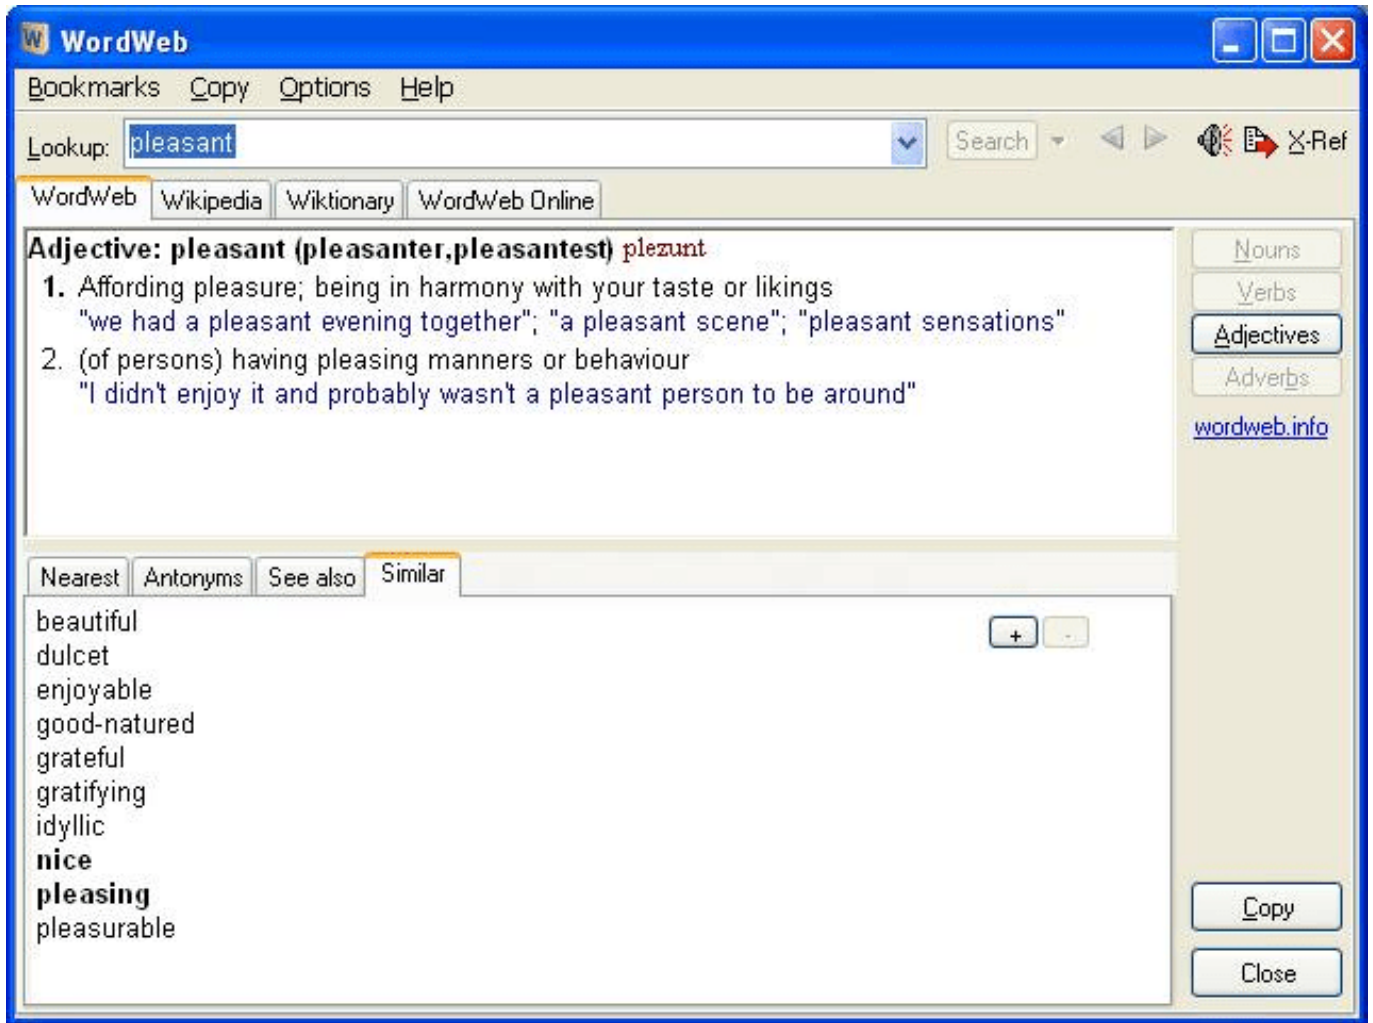 WordWeb
Bookmarks Copy Options Help
Lookup: pleasant Search X-Ref
WordWeb Wikipedia Wiktionary WordWeb Online
Adjective: pleasant (pleasanter,pleasantest) plezunt
1. Affording pleasure; being in harmony with your taste or likings
"we had a pleasant evening together"; "a pleasant scene"; "pleasant sensations"
2. (of persons) having pleasing manners or behaviour
"I didn't enjoy it and probably wasn't a pleasant person to be around"
Nouns
Verbs
Adjectives
Adverbs
wordweb.info
Nearest Antonyms See also Similar
beautiful
dulcet
enjoyable
good-natured
grateful
gratifying
idyllic
nice
pleasing
pleasurable
+ -
Copy
Close